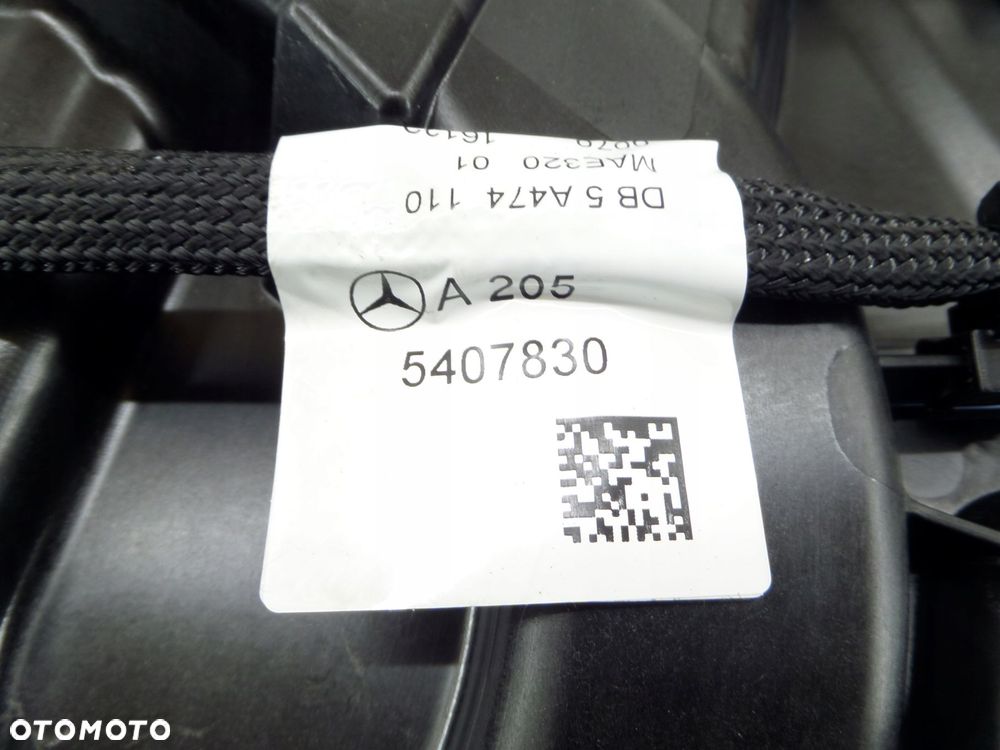 DB 5 A474 110
MAE320 01
A 205
5407830
OTOMOTO